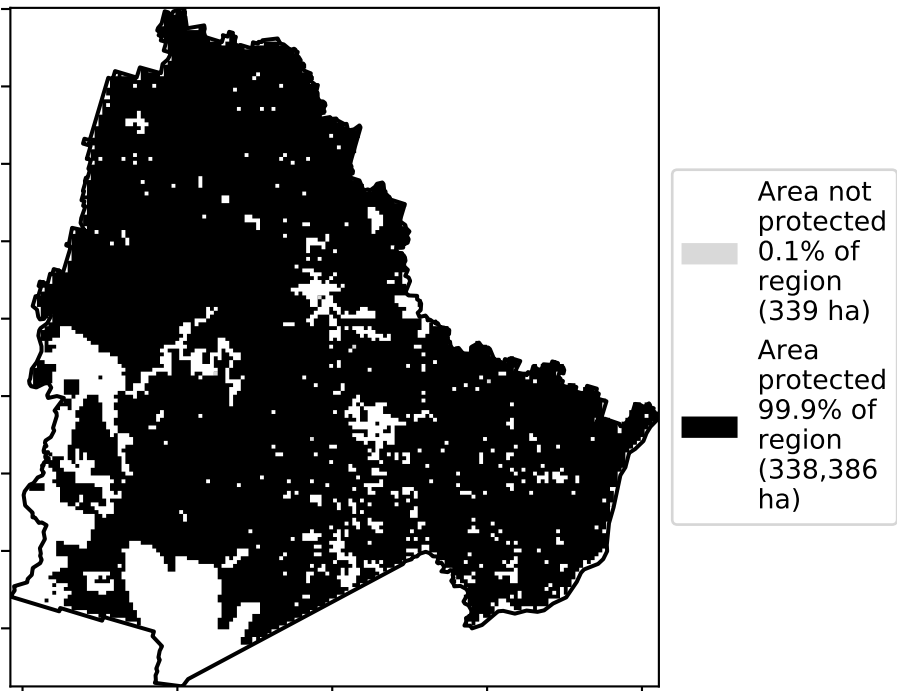 Area not
protected
0.1% of
region
(339 ha)
Area
protected
99.9% of
region
(338,386
ha)